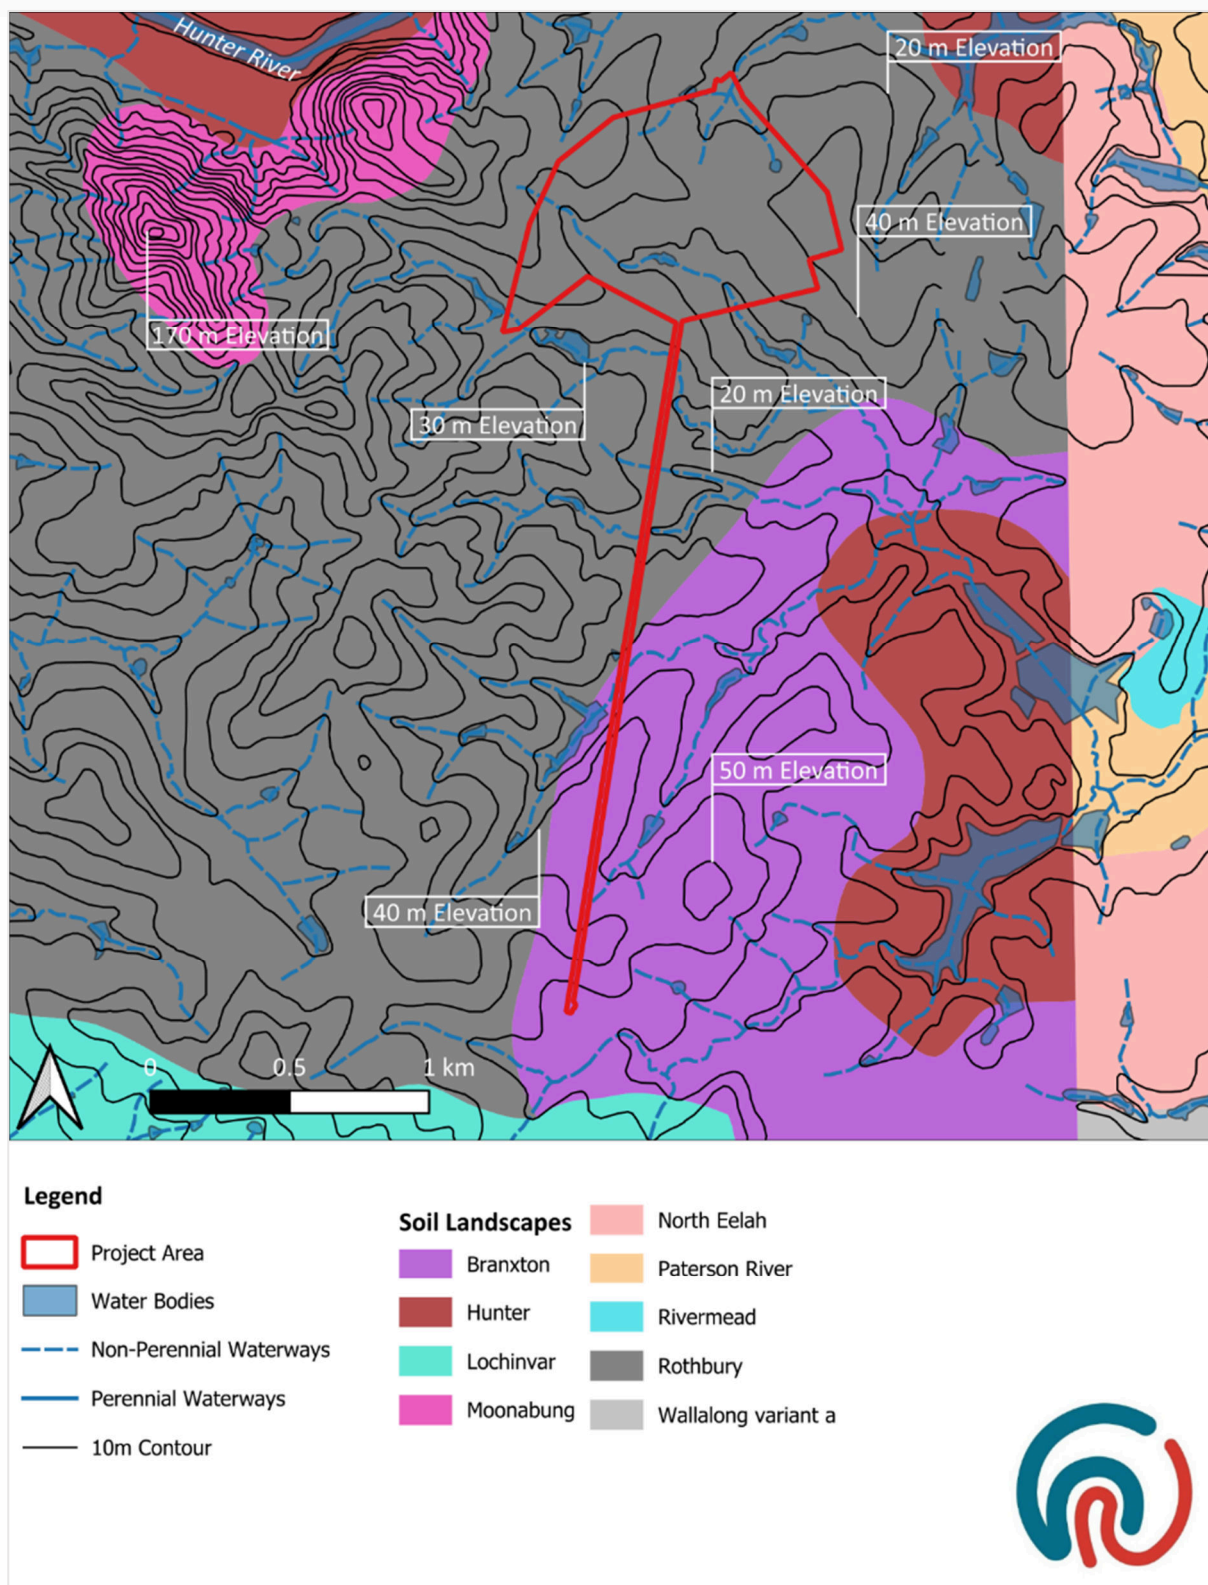 Hunter River
20 m Elevation
40 m Elevation
170 m Elevation
20 m Elevation
30 m Elevation
50 m Elevation
40 m Elevation
0 0.5 1 km
Legend
Project Area
Water Bodies
Non-Perennial Waterways
Perennial Waterways
10m Contour
Soil Landscapes
Branxton
Hunter
Lochinvar
Moonabung
North Eelah
Paterson River
Rivermead
Rothbury
Wallalong variant a